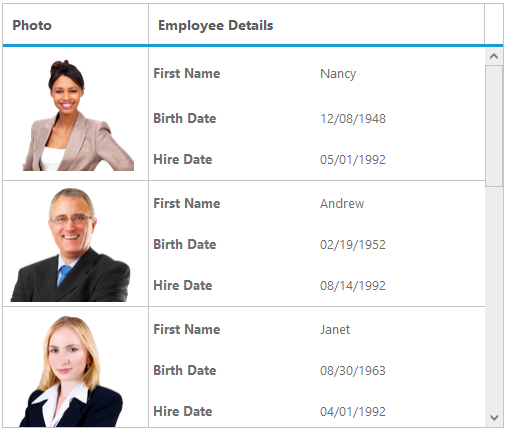 Photo Employee Details
First Name Nancy
Birth Date 12/08/1948
Hire Date 05/01/1992
First Name Andrew
Birth Date 02/19/1952
Hire Date 08/14/1992
First Name Janet
Birth Date 08/30/1963
Hire Date 04/01/1992